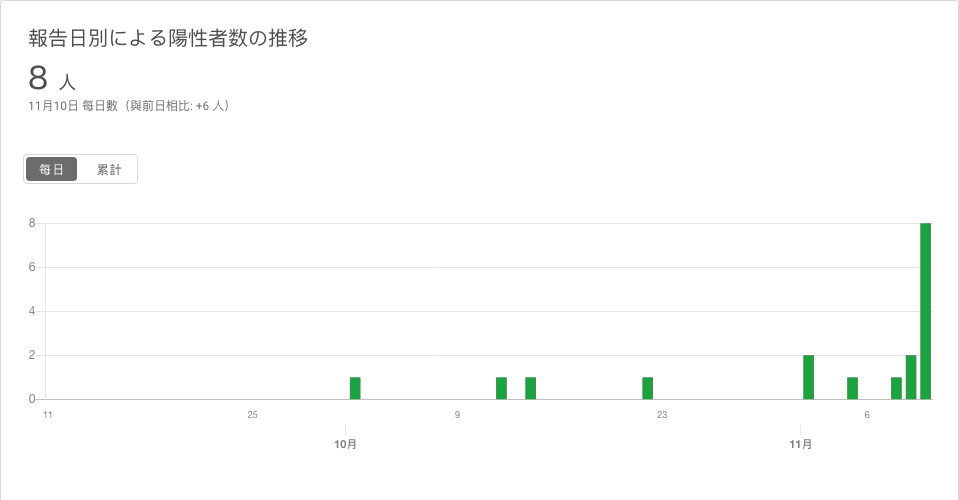 報告日別による陽性者数の推移
8 人
11月10日 毎日數（與前日相比: +6 人）
毎日 累計
8
6
4
2
0
11 25 9 23 6
10月 11月